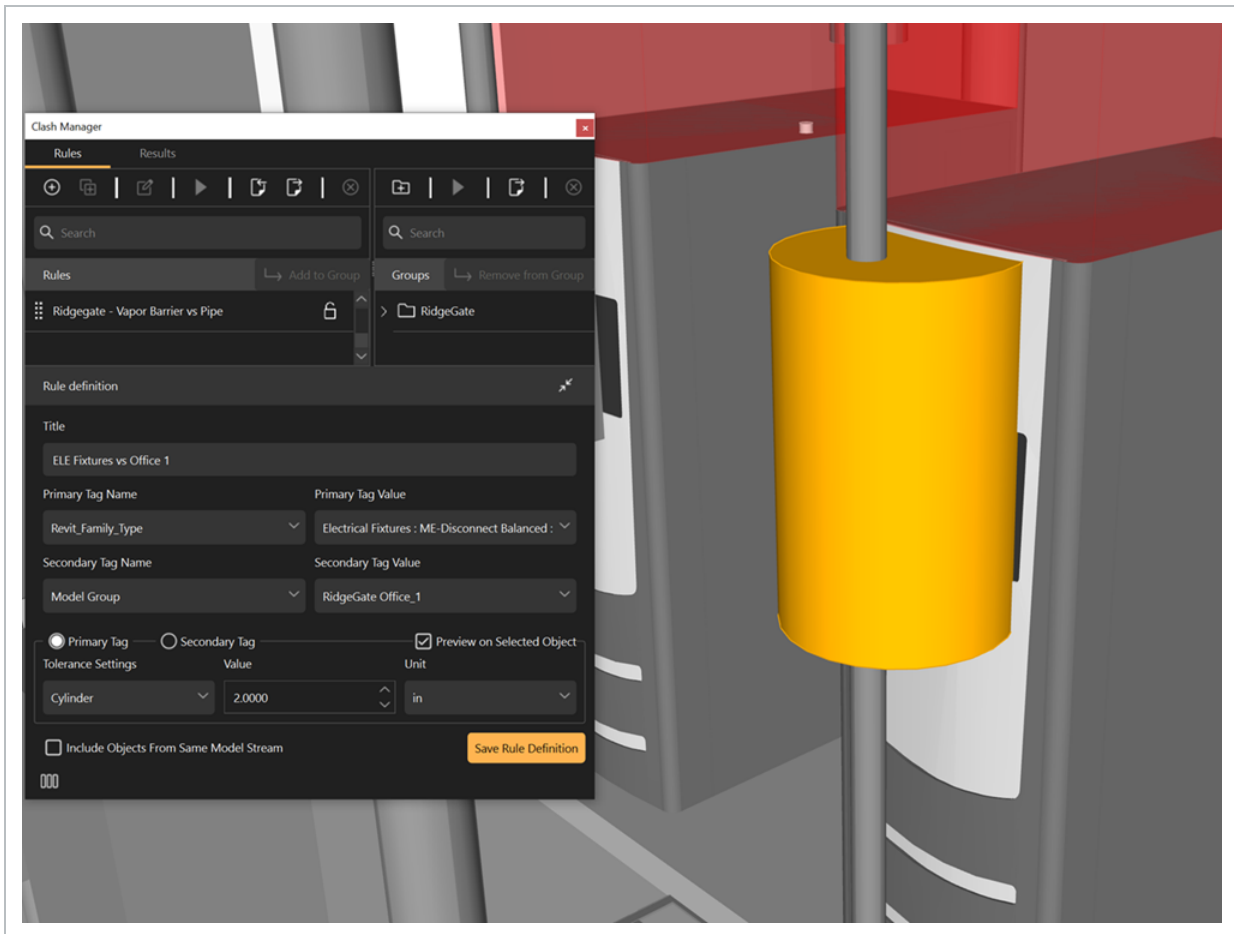 Clash Manager
Rules Results
Search Search
Rules Add to Group Groups Remove from Group
Ridgegate - Vapor Barrier vs Pipe RidgeGate
Rule definition
Title
ELE Fixtures vs Office 1
Primary Tag Name Primary Tag Value
Revit_Family_Type Electrical Fixtures : ME-Disconnect Balanced :
Secondary Tag Name Secondary Tag Value
Model Group RidgeGate Office_1
Primary Tag Secondary Tag Preview on Selected Object
Tolerance Settings Value Unit
Cylinder 2.0000 in
Include Objects From Same Model Stream Save Rule Definition